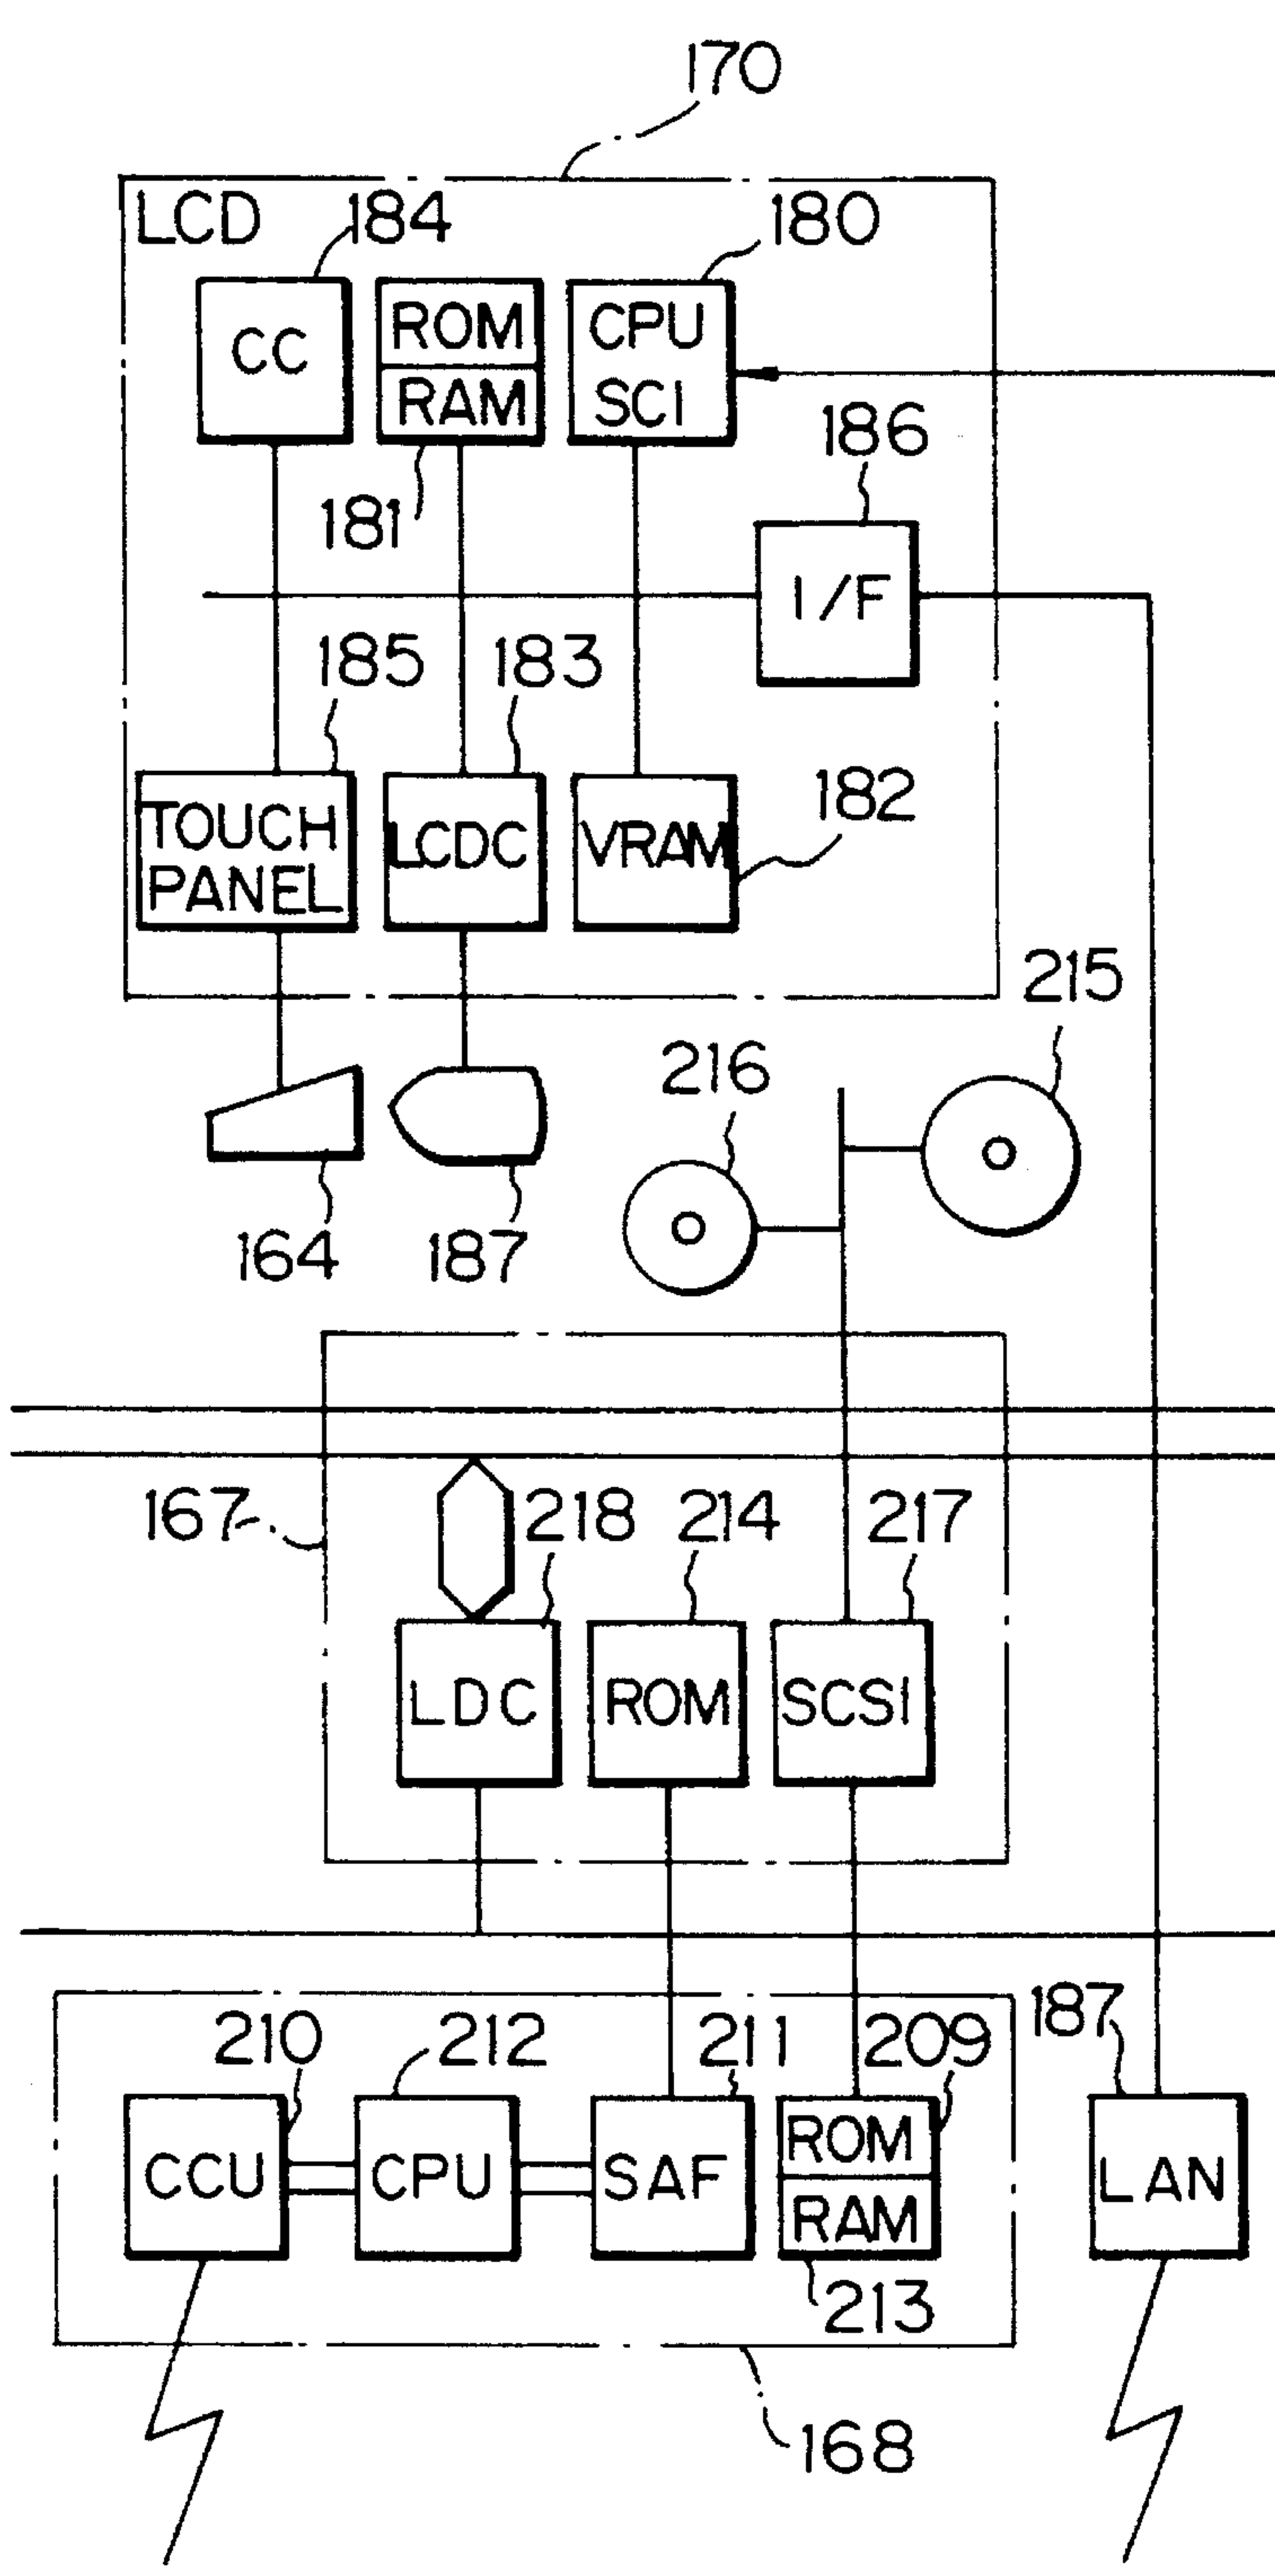 170
LCD
184
180
CC
ROM
RAM
CPU
SCI
186
181
I/F
185
183
182
TOUCH
PANEL
LCDC
VRAM
215
216
164
187
167
218
214
217
LDC
ROM
SCSI
187
210
212
211
209
CCU
CPU
SAF
ROM
RAM
LAN
213
168